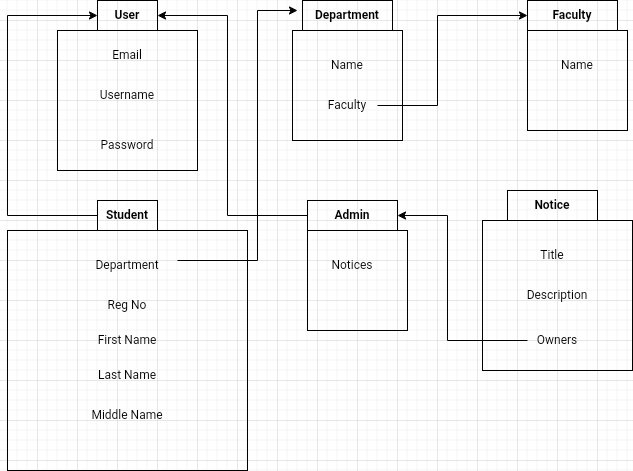 User
Email
Username
Password
Department
Name
Faculty
Faculty
Name
Student
Department
Reg No
First Name
Last Name
Middle Name
Admin
Notices
Notice
Title
Description
Owners